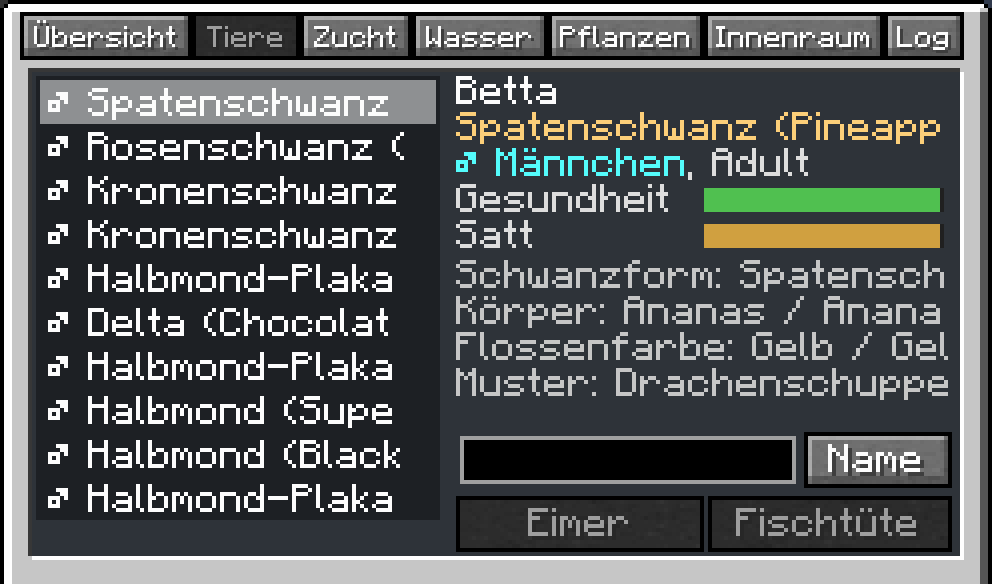 Übersicht Tiere Zucht Wasser Pflanzen Innenraum Log
♂ Spatenschwanz
♂ Rosenschwanz (
♂ Kronenschwanz
♂ Kronenschwanz
♂ Halbmond-Plaka
♂ Delta (Chocolat
♂ Halbmond-Plaka
♂ Halbmond (Supe
♂ Halbmond (Black
♂ Halbmond-Plaka
Betta
Spatenschwanz (Pineapp
♂ Männchen, Adult
Gesundheit
Satt
Schwanzform: Spatensch
Körper: Ananas / Anana
Flossenfarbe: Gelb / Gel
Muster: Drachenschuppe
Name
Eimer Fischtüte